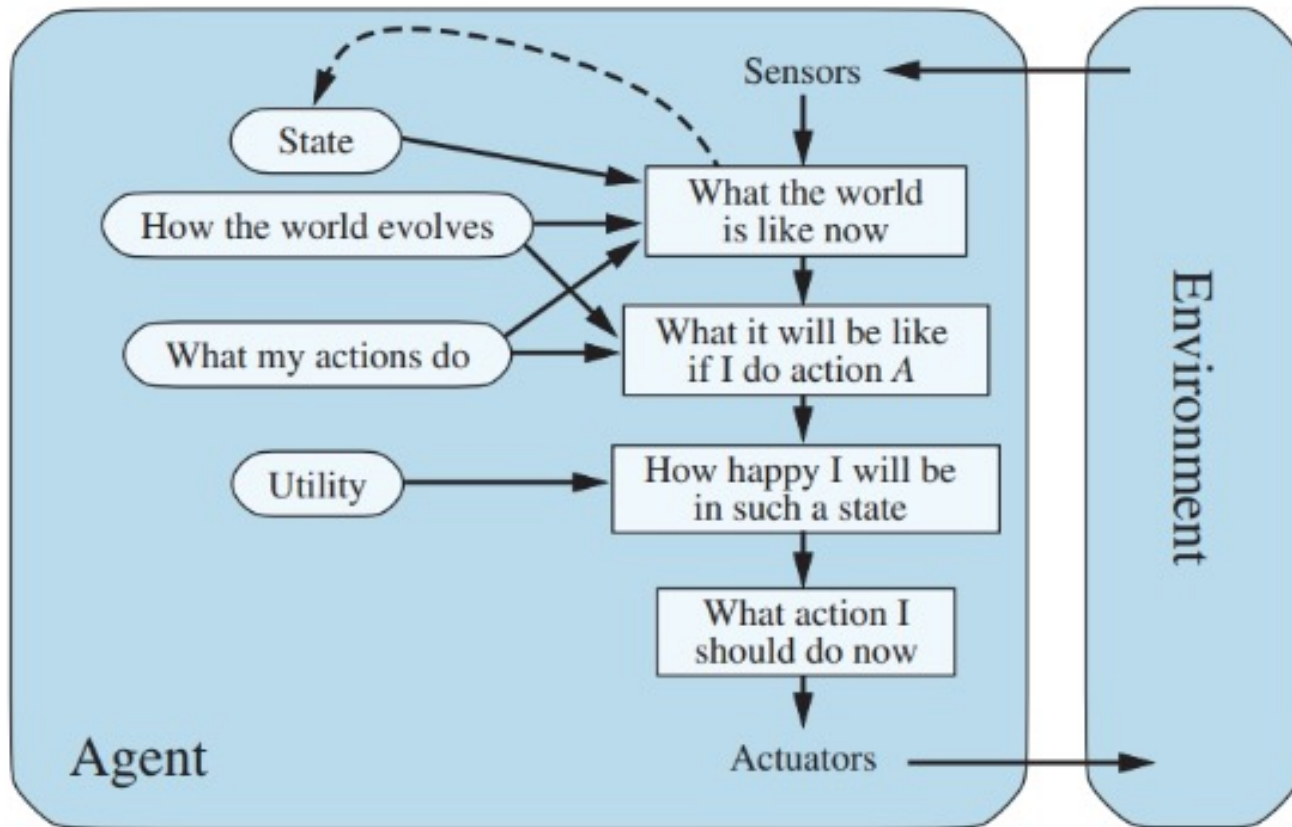 Sensors
State
What the world
is like now
How the world evolves
What my actions do
What it will be like
if I do action A
Utility
How happy I will be
in such a state
What action I
should do now
Agent
Actuators
Environment